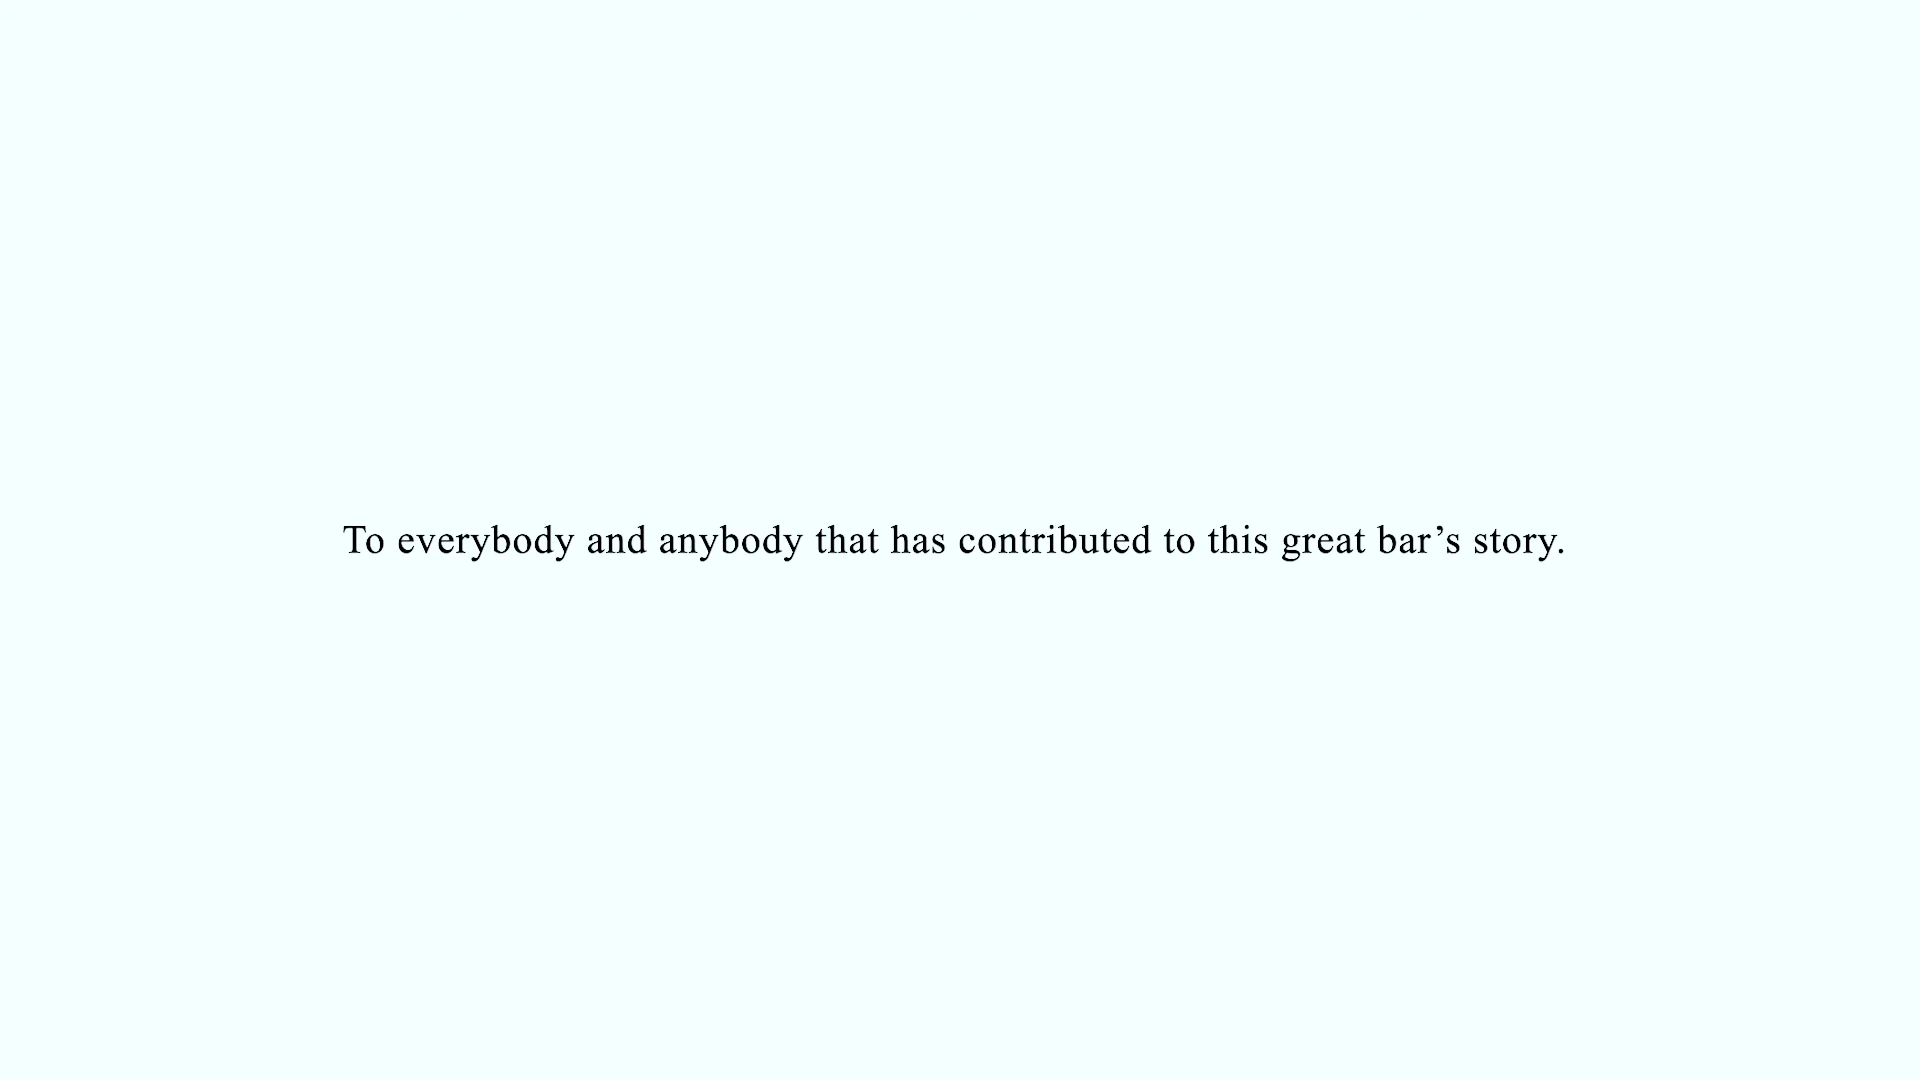 To everybody and anybody that has contributed to this great bar’s story.